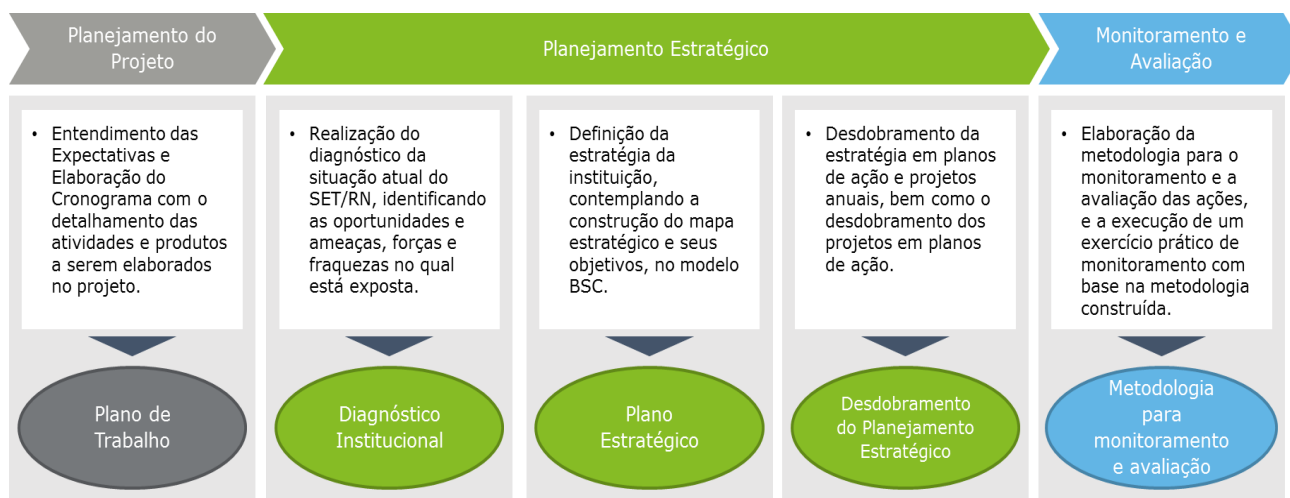 Planejamento do
Projeto
Planejamento Estratégico
Monitoramento e
Avaliação
• Entendimento das
Expectativas e
Elaboração do
Cronograma com o
detalhamento das
atividades e produtos
a serem elaborados
no projeto.
• Realização do
diagnóstico da
situação atual do
SET/RN, identificando
as oportunidades e
ameaças, forças e
fraquezas no qual
está exposta.
• Definição da
estratégia da
instituição,
contemplando a
construção do mapa
estratégico e seus
objetivos, no modelo
BSC.
• Desdobramento da
estratégia em planos
de ação e projetos
anuais, bem como o
desdobramento dos
projetos em planos
de ação.
• Elaboração da
metodologia para o
monitoramento e a
avaliação das ações,
e a execução de um
exercício prático de
monitoramento com
base na metodologia
construída.
Plano de
Trabalho
Diagnóstico
Institucional
Plano
Estratégico
Desdobramento
do Planejamento
Estratégico
Metodologia
para
monitoramento
e avaliação